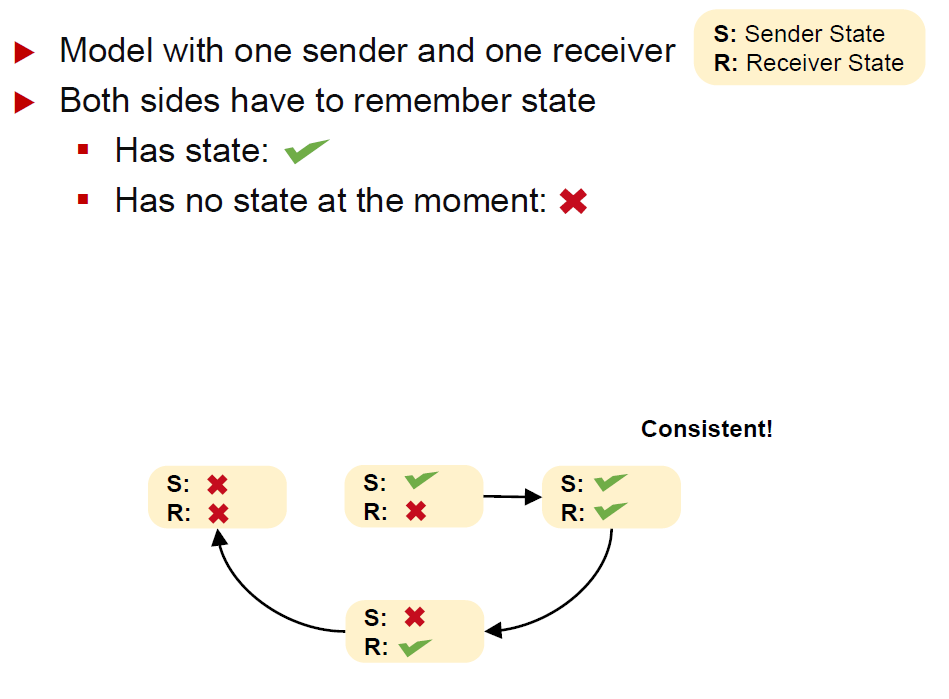 Model with one sender and one receiver
S: Sender State
R: Receiver State
Both sides have to remember state
Has state:
Has no state at the moment:
Consistent!
S:
R:
S:
R:
S:
R:
S:
R: